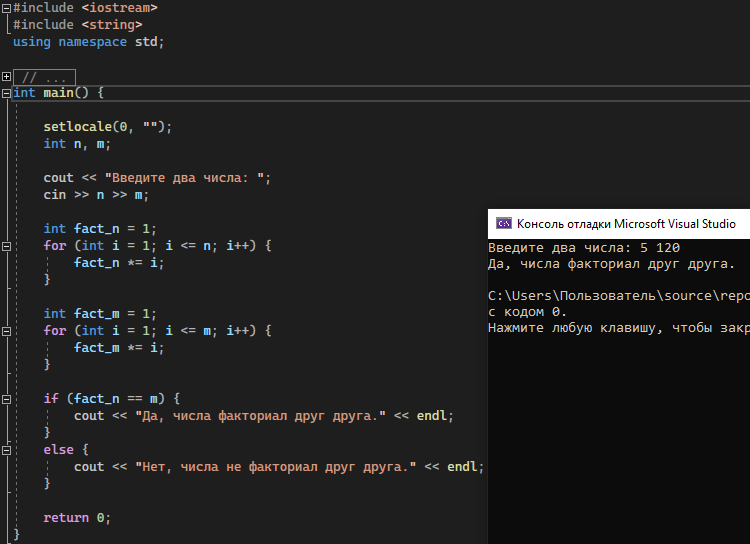 #include <iostream>
#include <string>
using namespace std;
// ...
int main() {
setlocale(0, "");
int n, m;
cout << "Введите два числа: ";
cin >> n >> m;
int fact_n = 1;
for (int i = 1; i <= n; i++) {
fact_n *= i;
}
int fact_m = 1;
for (int i = 1; i <= m; i++) {
fact_m *= i;
}
if (fact_n == m) {
cout << "Да, числа факториал друг друга." << endl;
}
else {
cout << "Нет, числа не факториал друг друга." << endl;
}
return 0;
}
Консоль отладки Microsoft Visual Studio
Введите два числа: 5 120
Да, числа факториал друг друга.
C:\Users\Пользователь\source\repo
с кодом 0.
Нажмите любую клавишу, чтобы закр